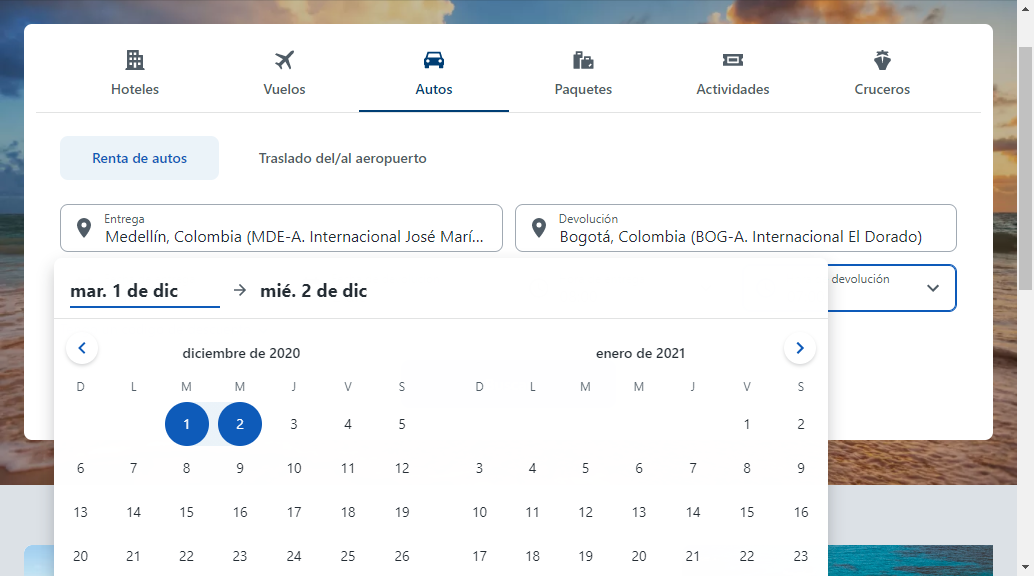 Hoteles
Vuelos
Autos
Paquetes
Actividades
Cruceros
Renta de autos
Traslado del/al aeropuerto
Entrega
Medellín, Colombia (MDE-A. Internacional José Marí...
Devolución
Bogotá, Colombia (BOG-A. Internacional El Dorado)
devolución
mar. 1 de dic
mié. 2 de dic
diciembre de 2020
D L M M J V S
1 2 3 4 5
6 7 8 9 10 11 12
13 14 15 16 17 18 19
20 21 22 23 24 25 26
enero de 2021
D L M M J V S
1 2
3 4 5 6 7 8 9
10 11 12 13 14 15 16
17 18 19 20 21 22 23